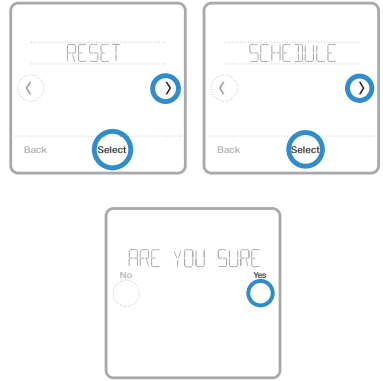 RESET
Back Select
SCHEDULE
Back Select
ARE YOU SURE
No Yes